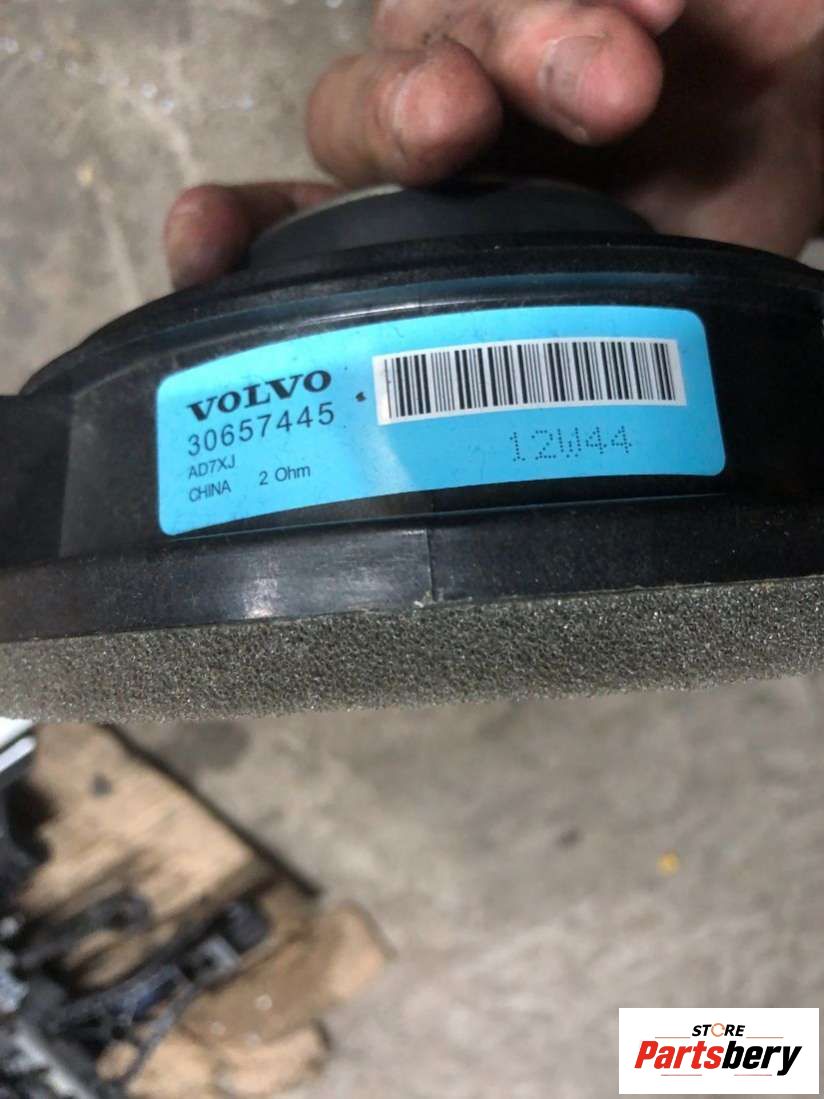 VOLVO
30657445
AD7XJ
CHINA 2 Ohm
12W44
STORE
Partsbery